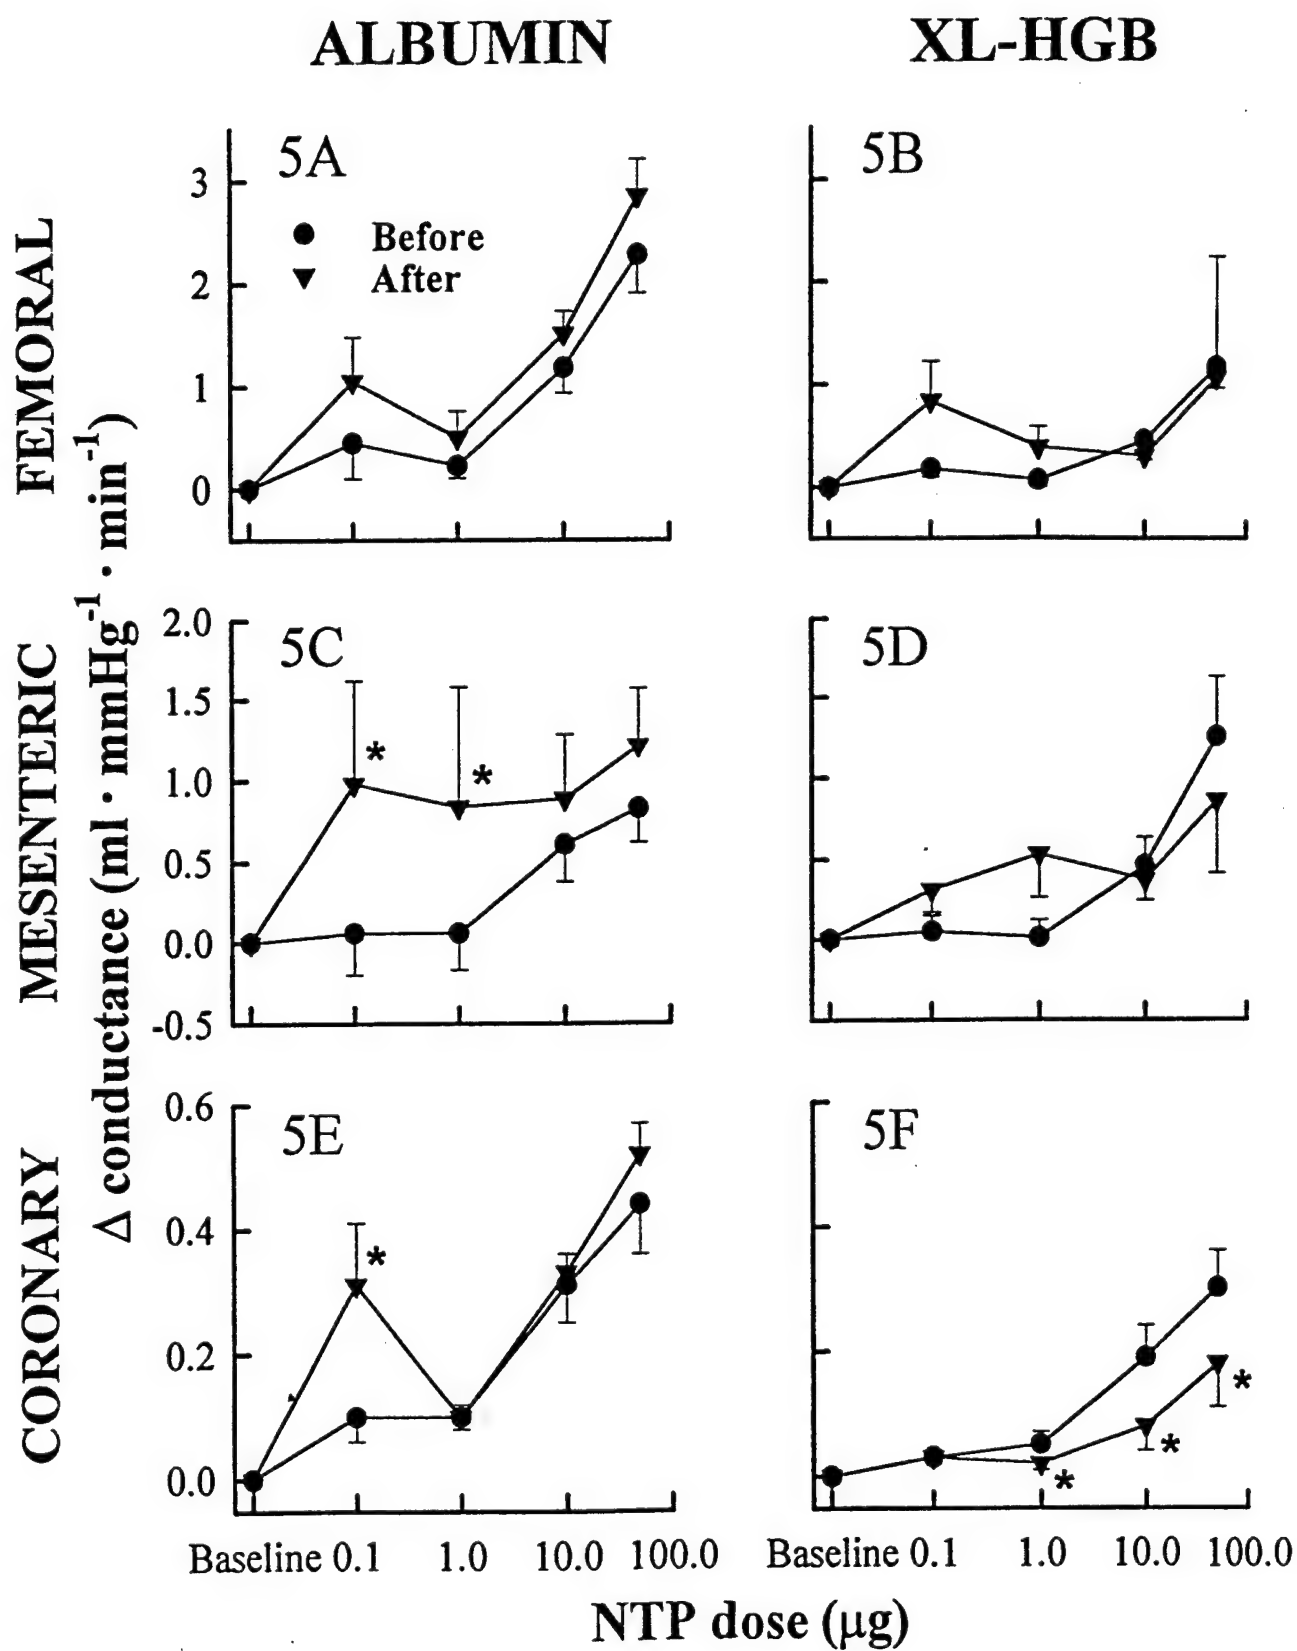 ALBUMIN XL-HGB
FEMORAL
MESENTERIC
CORONARY
Δ conductance (ml · mmHg⁻¹ · min⁻¹)
5A
Before
After
3
2
1
0
5B
5C
2.0
1.5
1.0
0.5
0.0
-0.5
*
*
5D
5E
0.6
0.4
0.2
0.0
*
5F
*
*
*
Baseline 0.1 1.0 10.0 100.0 Baseline 0.1 1.0 10.0 100.0
NTP dose (μg)